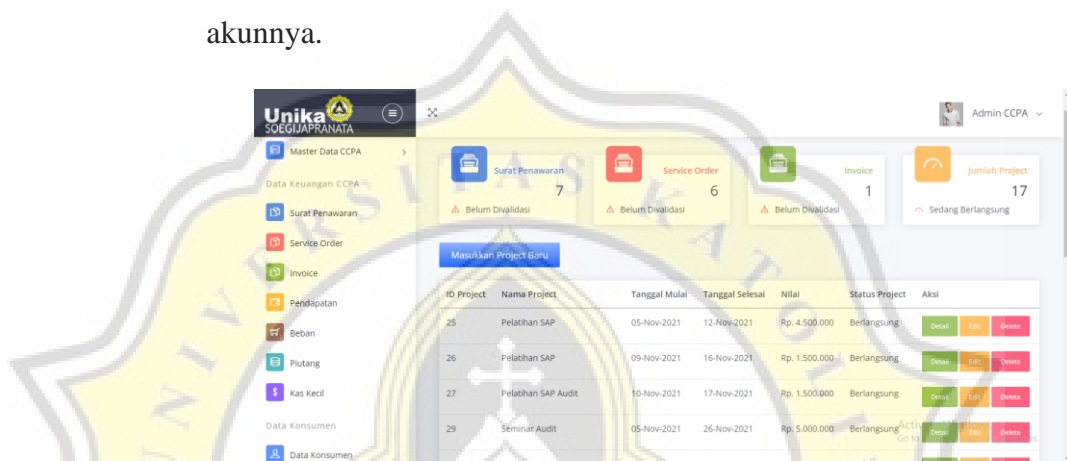 akunnya.
Unika
SOEGIJAPRANATA
Admin CCPA
Master Data CCPA
Data Keuangan CCPA
Surat Penawaran
Service Order
Invoice
Pendapatan
Beban
Piutang
Kas Kecil
Data Konsumen
Data Konsumen
Surat Penawaran
7
Belum Divalidasi
Service Order
6
Belum Divalidasi
Invoice
1
Belum Divalidasi
Jumlah Project
17
Sedang Berlangsung
Masukkan Project Baru
ID Project Nama Project Tanggal Mulai Tanggal Selesai Nilai Status Project Aksi
25 Pelatihan SAP 05-Nov-2021 12-Nov-2021 Rp. 4.500.000 Berlangsung Detail Edit Delete
26 Pelatihan SAP 09-Nov-2021 16-Nov-2021 Rp. 1.500.000 Berlangsung Detail Edit Delete
27 Pelatihan SAP Audit 10-Nov-2021 17-Nov-2021 Rp. 1.500.000 Berlangsung Detail Edit Delete
29 Seminar Audit 05-Nov-2021 26-Nov-2021 Rp. 5.000.000 Berlangsung Detail Edit Delete